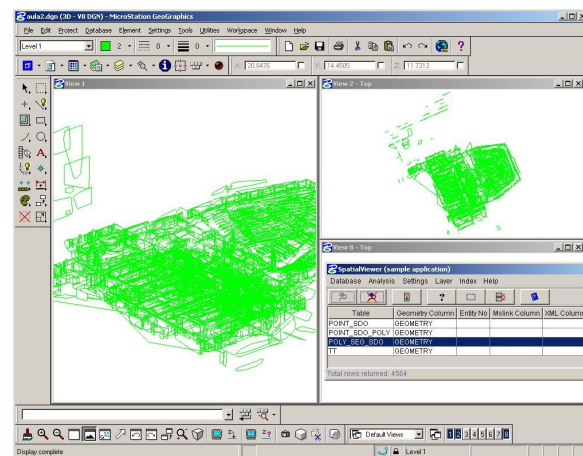 aula2.dgn (3D - V8 DGN) - MicroStation GeoGraphics
File Edit Project Database Element Settings Tools Utilities Workspace Window Help
Level 1 2 0 0
X: 20.8476 Y: 14.4505 Z: 11.7313
View 1
View 2 - Top
View 8 - Top
SpatialViewer (sample application)
Database Analysis Settings Layer Index Help
Table Geometry Column Entity No Mslink Column XML Column
POINT_SDO GEOMETRY
POINT_SDO_POLY GEOMETRY
POLY_SEG_SDO GEOMETRY
TT GEOMETRY
Total rows returned: 4564
Default Views 1 2 3 4 5 6 7 8
Display complete Level 1